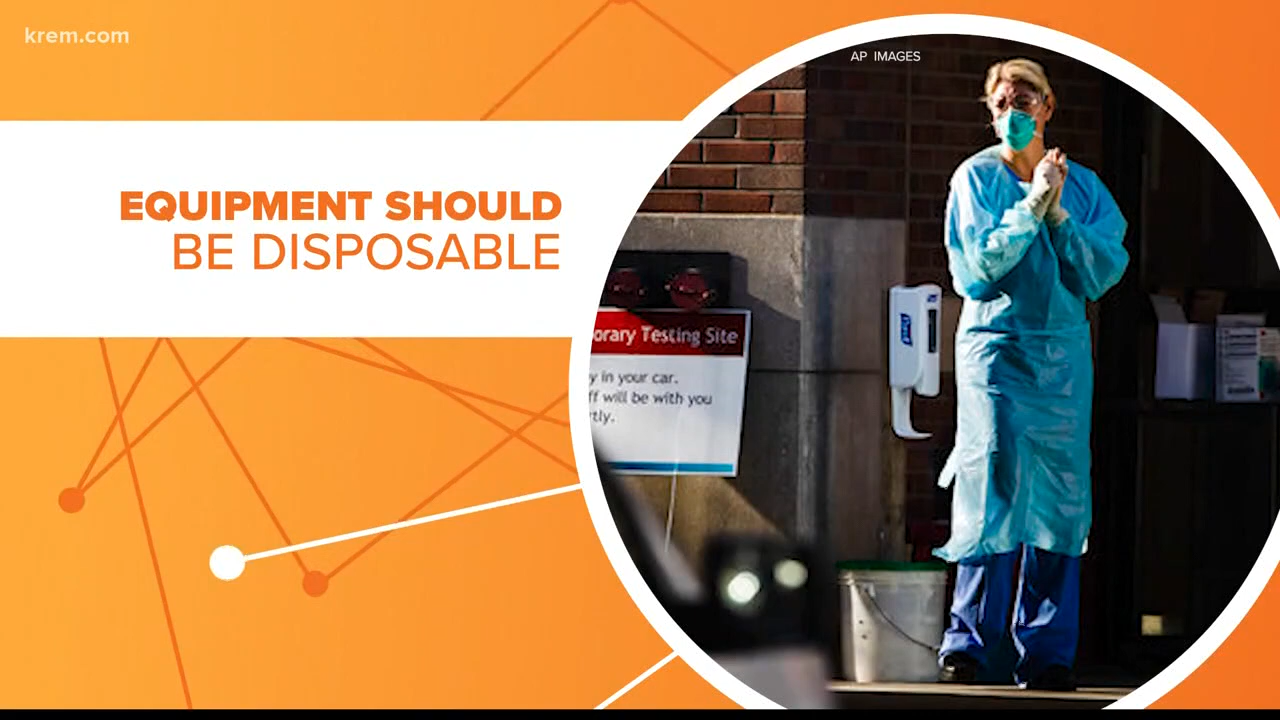 krem.com
AP IMAGES
EQUIPMENT SHOULD
BE DISPOSABLE
orary Testing Site
y in your car.
ff will be with you
rtly.
PURELL